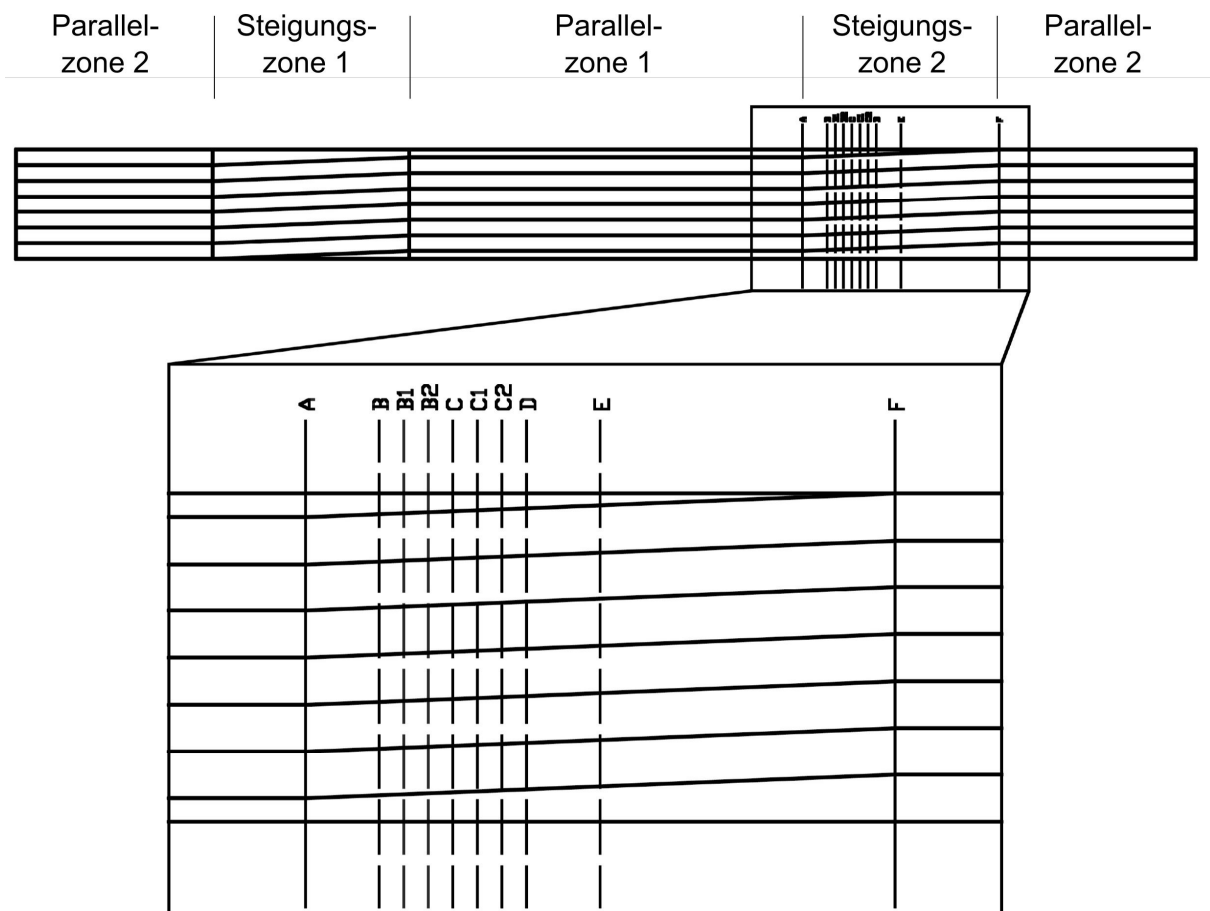 Parallel-
zone 2
Steigungs-
zone 1
Parallel-
zone 1
Steigungs-
zone 2
Parallel-
zone 2
A
E
F
A
B
B1
B2
C
C1
C2
D
E
F